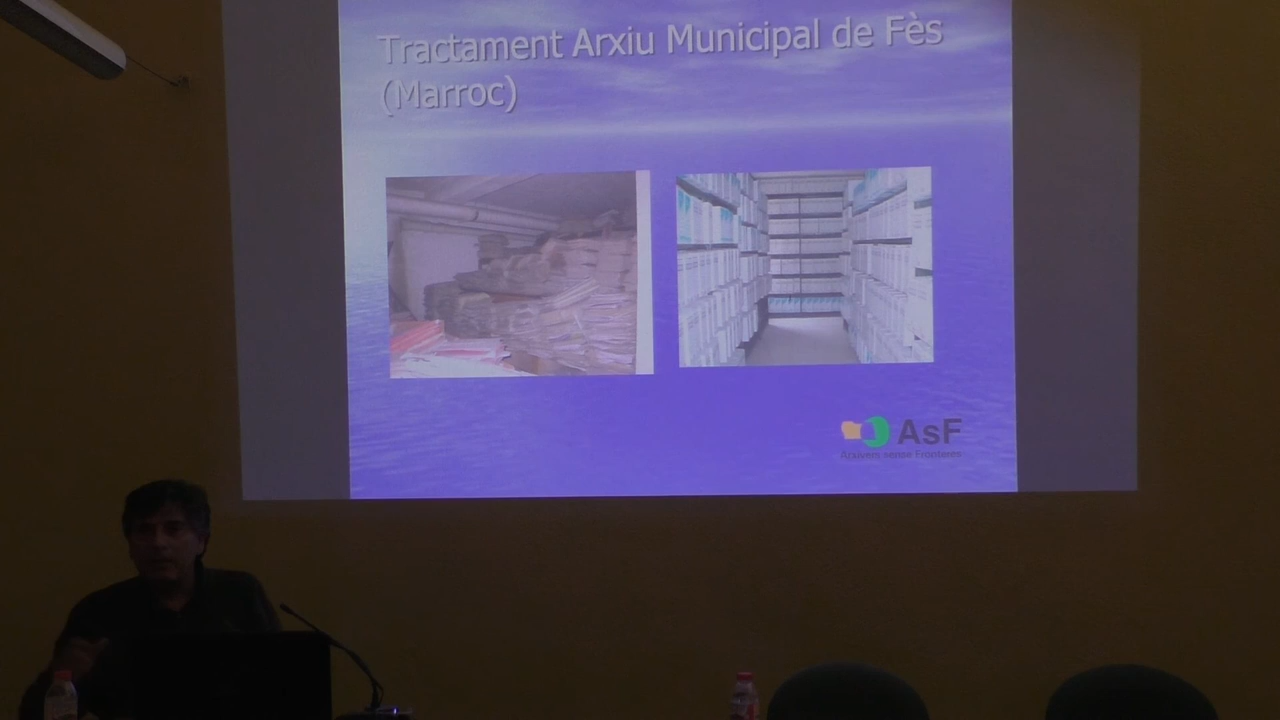 Tractament Arxiu Municipal de Fès
(Marroc)
AsF
Arxivers sense Fronteres